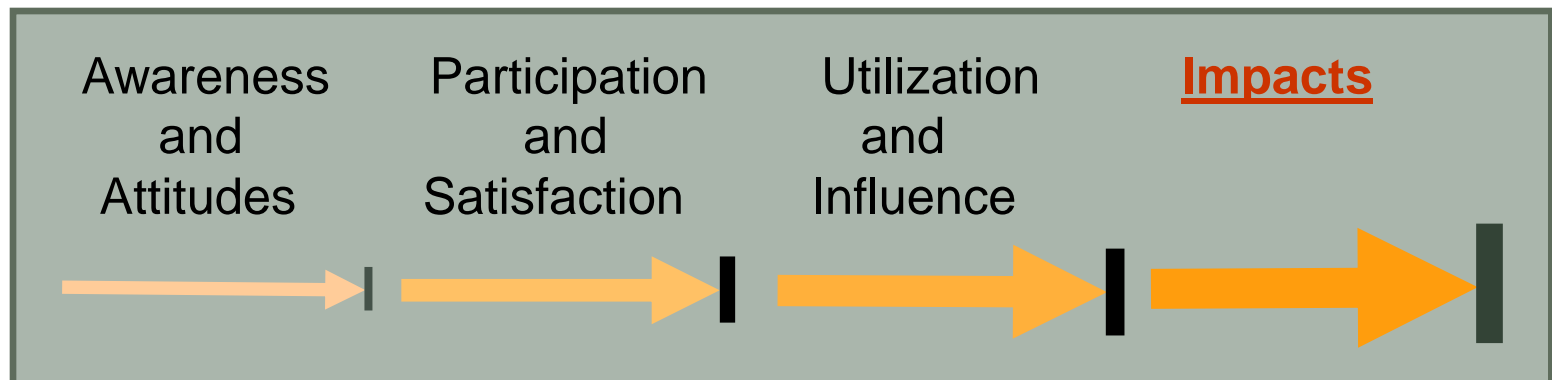 Awareness
and
Attitudes
Participation
and
Satisfaction
Utilization
and
Influence
Impacts